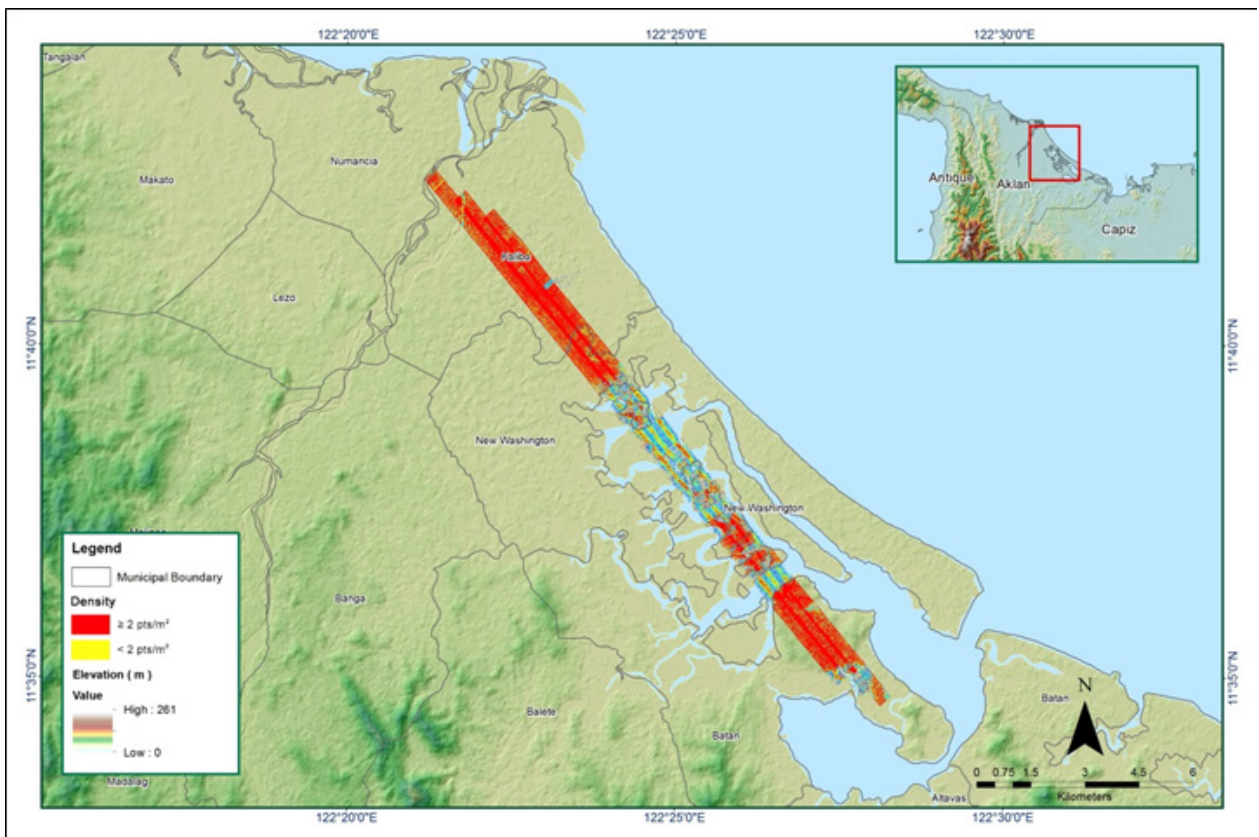 122°20'0"E
122°25'0"E
122°30'0"E
Tangalan
Numancia
Makato
Antique
Aklan
Capiz
Kalibo
Lezo
11°40'0"N
11°40'0"N
New Washington
New Washington
Legend
Municipal Boundary
Density
≥ 2 pts/m²
< 2 pts/m²
Elevation ( m )
Value
High : 261
Low : 0
Banga
11°35'0"N
11°35'0"N
Balete
Batan
Batan
N
0 0.75 1.5 3 4.5 6
Kilometers
Madalag
Altavas
122°20'0"E
122°25'0"E
122°30'0"E